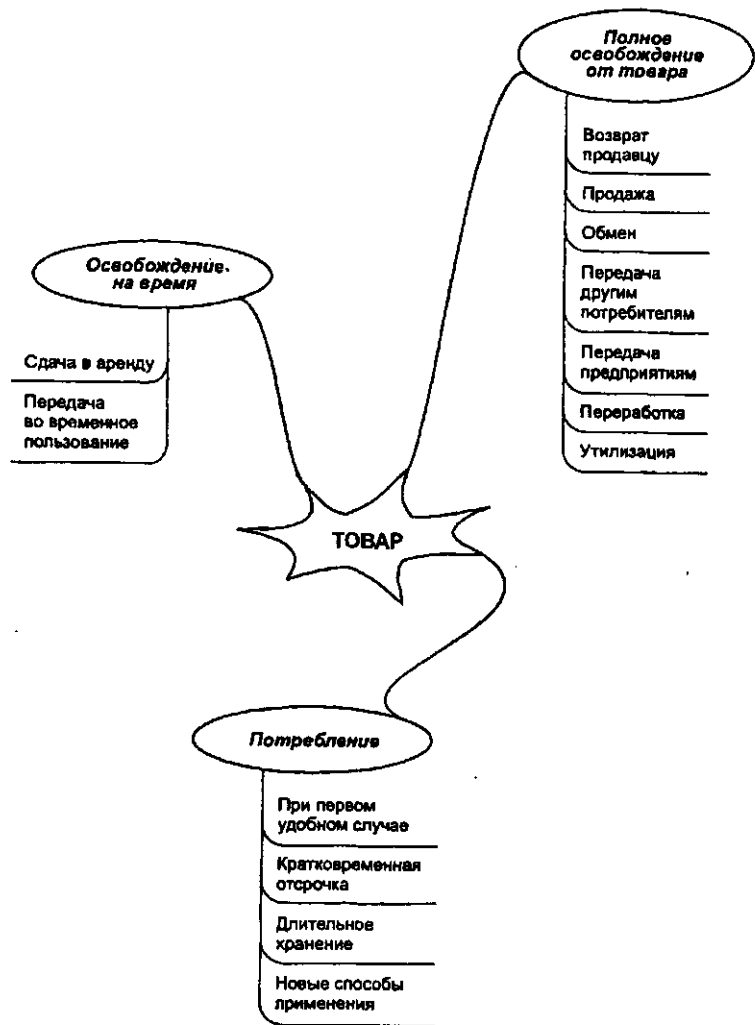 Полное
освобождение
от товара
Возврат
продавцу
Продажа
Обмен
Передача
другим
потребителям
Передача
предприятиям
Переработка
Утилизация
Освобождение
на время
Сдача в аренду
Передача
во временное
пользование
ТОВАР
Потребление
При первом
удобном случае
Кратковременная
отсрочка
Длительное
хранение
Новые способы
применения